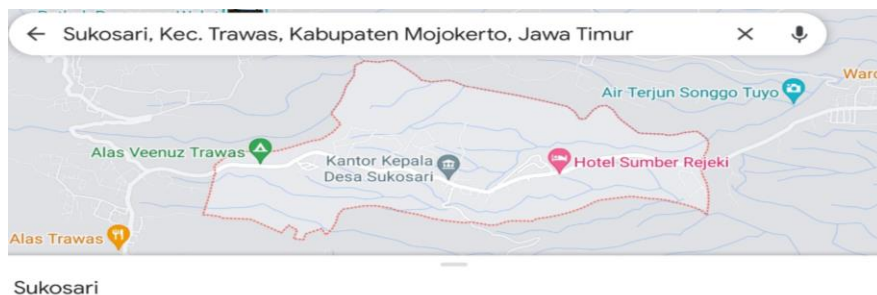 Sukosari, Kec. Trawas, Kabupaten Mojokerto, Jawa Timur
Air Terjun Songgo Tuyo
Alas Veenuz Trawas
Kantor Kepala
Desa Sukosari
Hotel Sumber Rejeki
Alas Trawas
Sukosari